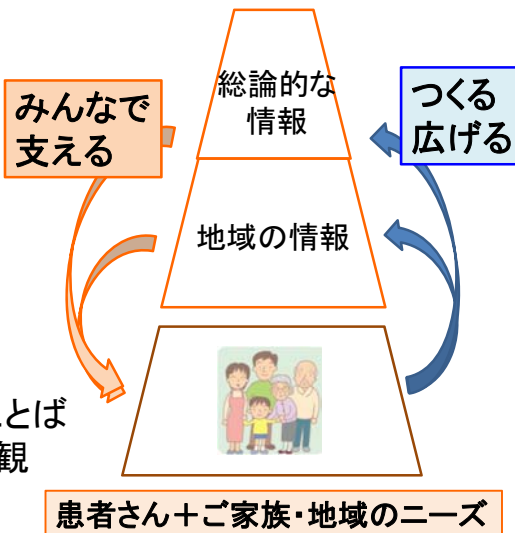 総論的な
情報
みんなで
支える
つくる
広げる
地域の情報
とば
観
患者さん+ご家族・地域のニーズ